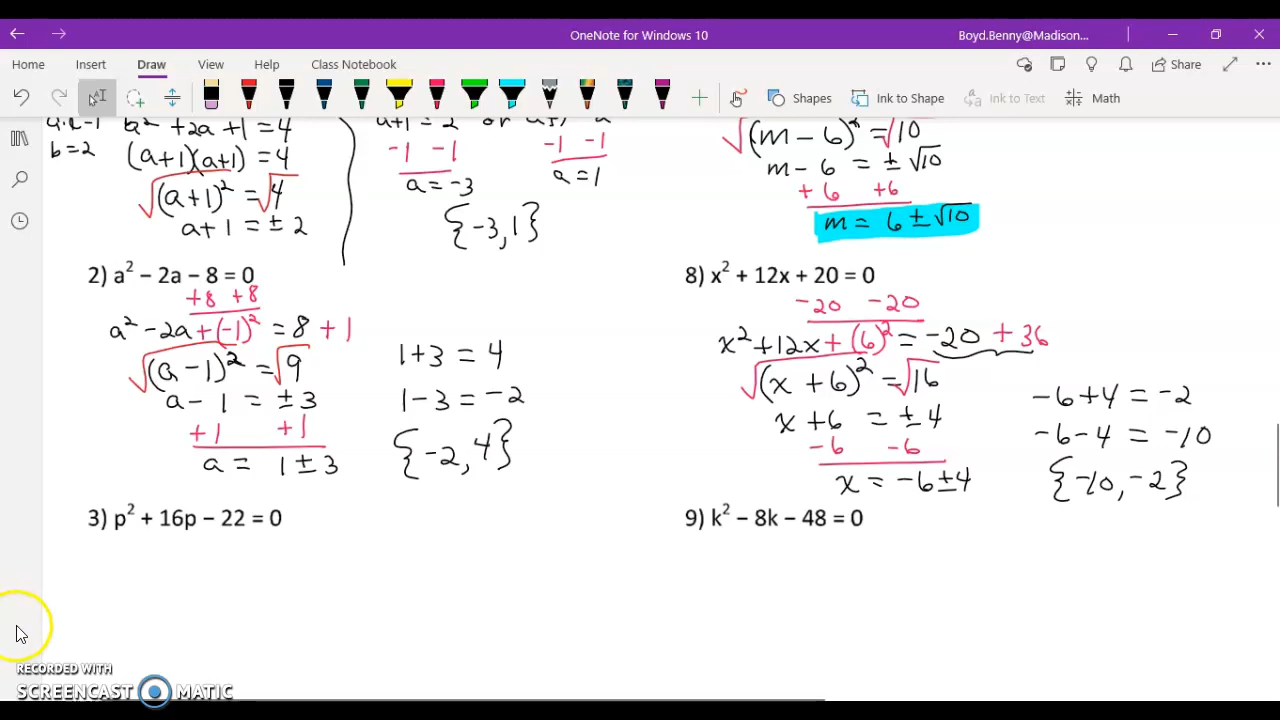 OneNote for Windows 10
Boyd.Benny@Madison...
Home Insert Draw View Help Class Notebook Share
Shapes Ink to Shape Ink to Text Math
a² + 2a + 1 = 4
b = 2
(a+1)(a+1) = 4
√(a+1)² = √4
a+1 = ± 2
-1 -1
a = -3
-1 -1
a = 1
{-3, 1}
2) a² − 2a − 8 = 0
+8 +8
a² - 2a + (-1)² = 8 + 1
√(a - 1)² = √9
a - 1 = ± 3
+1 +1
a = 1 ± 3
1+3 = 4
1-3 = -2
{-2, 4}
3) p² + 16p − 22 = 0
√(m - 6)² = √10
m - 6 = ± √10
+6 +6
m = 6 ± √10
8) x² + 12x + 20 = 0
-20 -20
x² + 12x + (6)² = -20 + 36
√(x + 6)² = √16
x + 6 = ± 4
-6 -6
x = -6 ± 4
-6+4 = -2
-6-4 = -10
{-10, -2}
9) k² − 8k − 48 = 0
RECORDED WITH
SCREENCAST MATIC